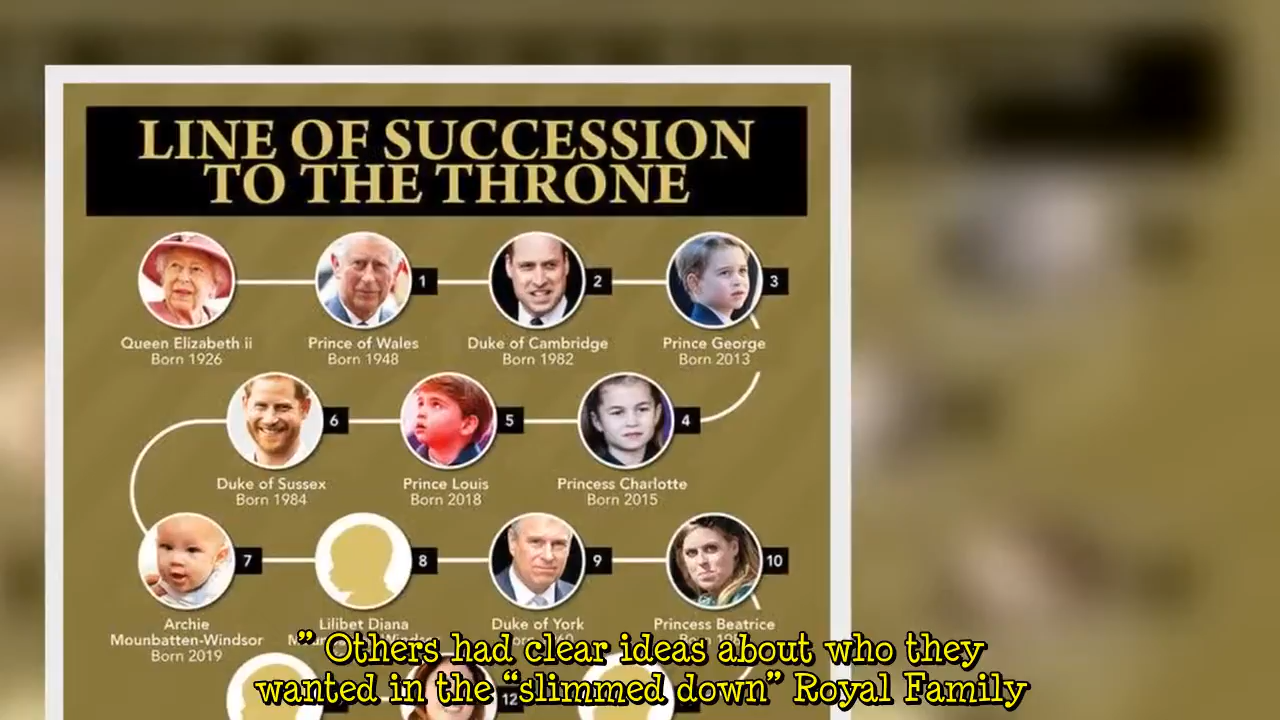 LINE OF SUCCESSION
TO THE THRONE
1
2
3
Queen Elizabeth ii
Born 1926
Prince of Wales
Born 1948
Duke of Cambridge
Born 1982
Prince George
Born 2013
6
5
4
Duke of Sussex
Born 1984
Prince Louis
Born 2018
Princess Charlotte
Born 2015
7
8
9
10
Archie
Mounbatten-Windsor
Born 2019
Lilibet Diana
Duke of York
Princess Beatrice
12
” Others had clear ideas about who they
wanted in the “slimmed down” Royal Family